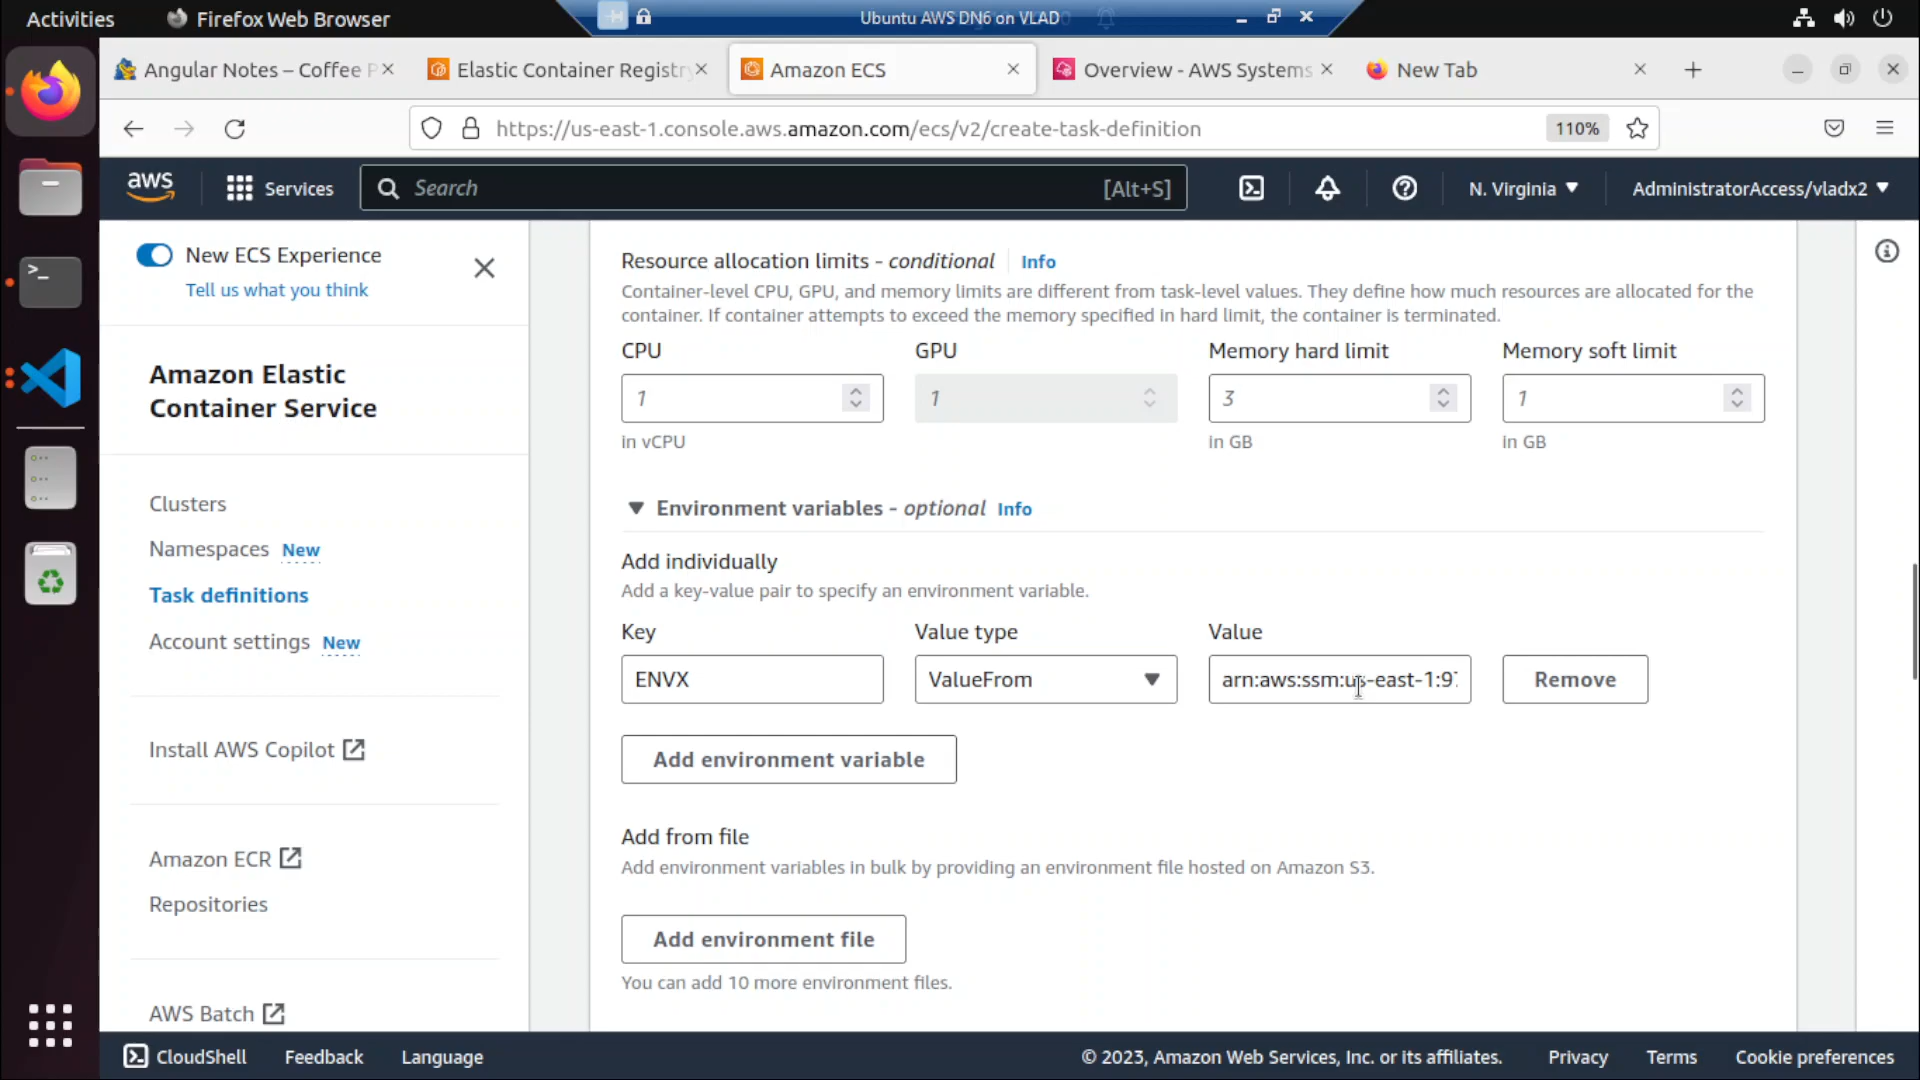 Activities
Firefox Web Browser
Ubuntu AWS DN6 on VLAD
Angular Notes – Coffee P
Elastic Container Registry
Amazon ECS
Overview - AWS Systems
New Tab
https://us-east-1.console.aws.amazon.com/ecs/v2/create-task-definition
110%
aws
Services
Search
[Alt+S]
N. Virginia
AdministratorAccess/vladx2
New ECS Experience
Tell us what you think
Amazon Elastic
Container Service
Clusters
Namespaces New
Task definitions
Account settings New
Install AWS Copilot
Amazon ECR
Repositories
AWS Batch
Resource allocation limits - conditional Info
Container-level CPU, GPU, and memory limits are different from task-level values. They define how much resources are allocated for the
container. If container attempts to exceed the memory specified in hard limit, the container is terminated.
CPU GPU Memory hard limit Memory soft limit
1 1 3 1
in vCPU in GB in GB
Environment variables - optional Info
Add individually
Add a key-value pair to specify an environment variable.
Key Value type Value
ENVX ValueFrom arn:aws:ssm:us-east-1:97 Remove
Add environment variable
Add from file
Add environment variables in bulk by providing an environment file hosted on Amazon S3.
Add environment file
You can add 10 more environment files.
CloudShell Feedback Language © 2023, Amazon Web Services, Inc. or its affiliates. Privacy Terms Cookie preferences